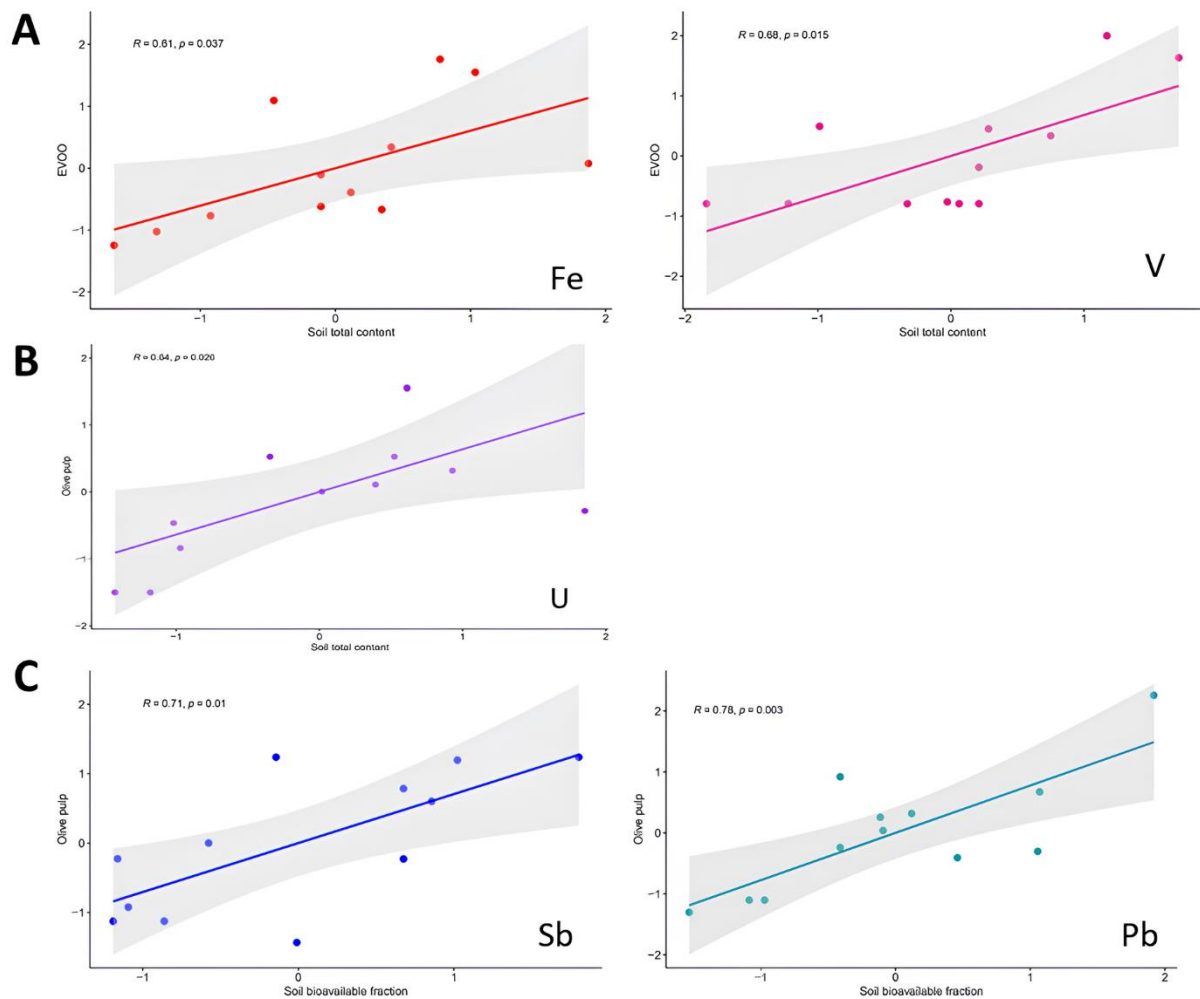 A
R = 0.61, p = 0.037
EVOO
2
1
0
−1
−2
−1
0
1
2
Soil total content
Fe
R = 0.68, p = 0.015
EVOO
2
1
0
−1
−2
−2
−1
0
1
Soil total content
V
B
R = 0.64, p = 0.020
Olive pulp
2
1
0
−1
−2
−1
0
1
2
Soil total content
U
C
R = 0.71, p = 0.01
Olive pulp
2
1
0
−1
−1
0
1
Soil bioavailable fraction
Sb
R = 0.78, p = 0.003
Olive pulp
2
1
0
−1
−2
−1
0
1
2
Soil bioavailable fraction
Pb